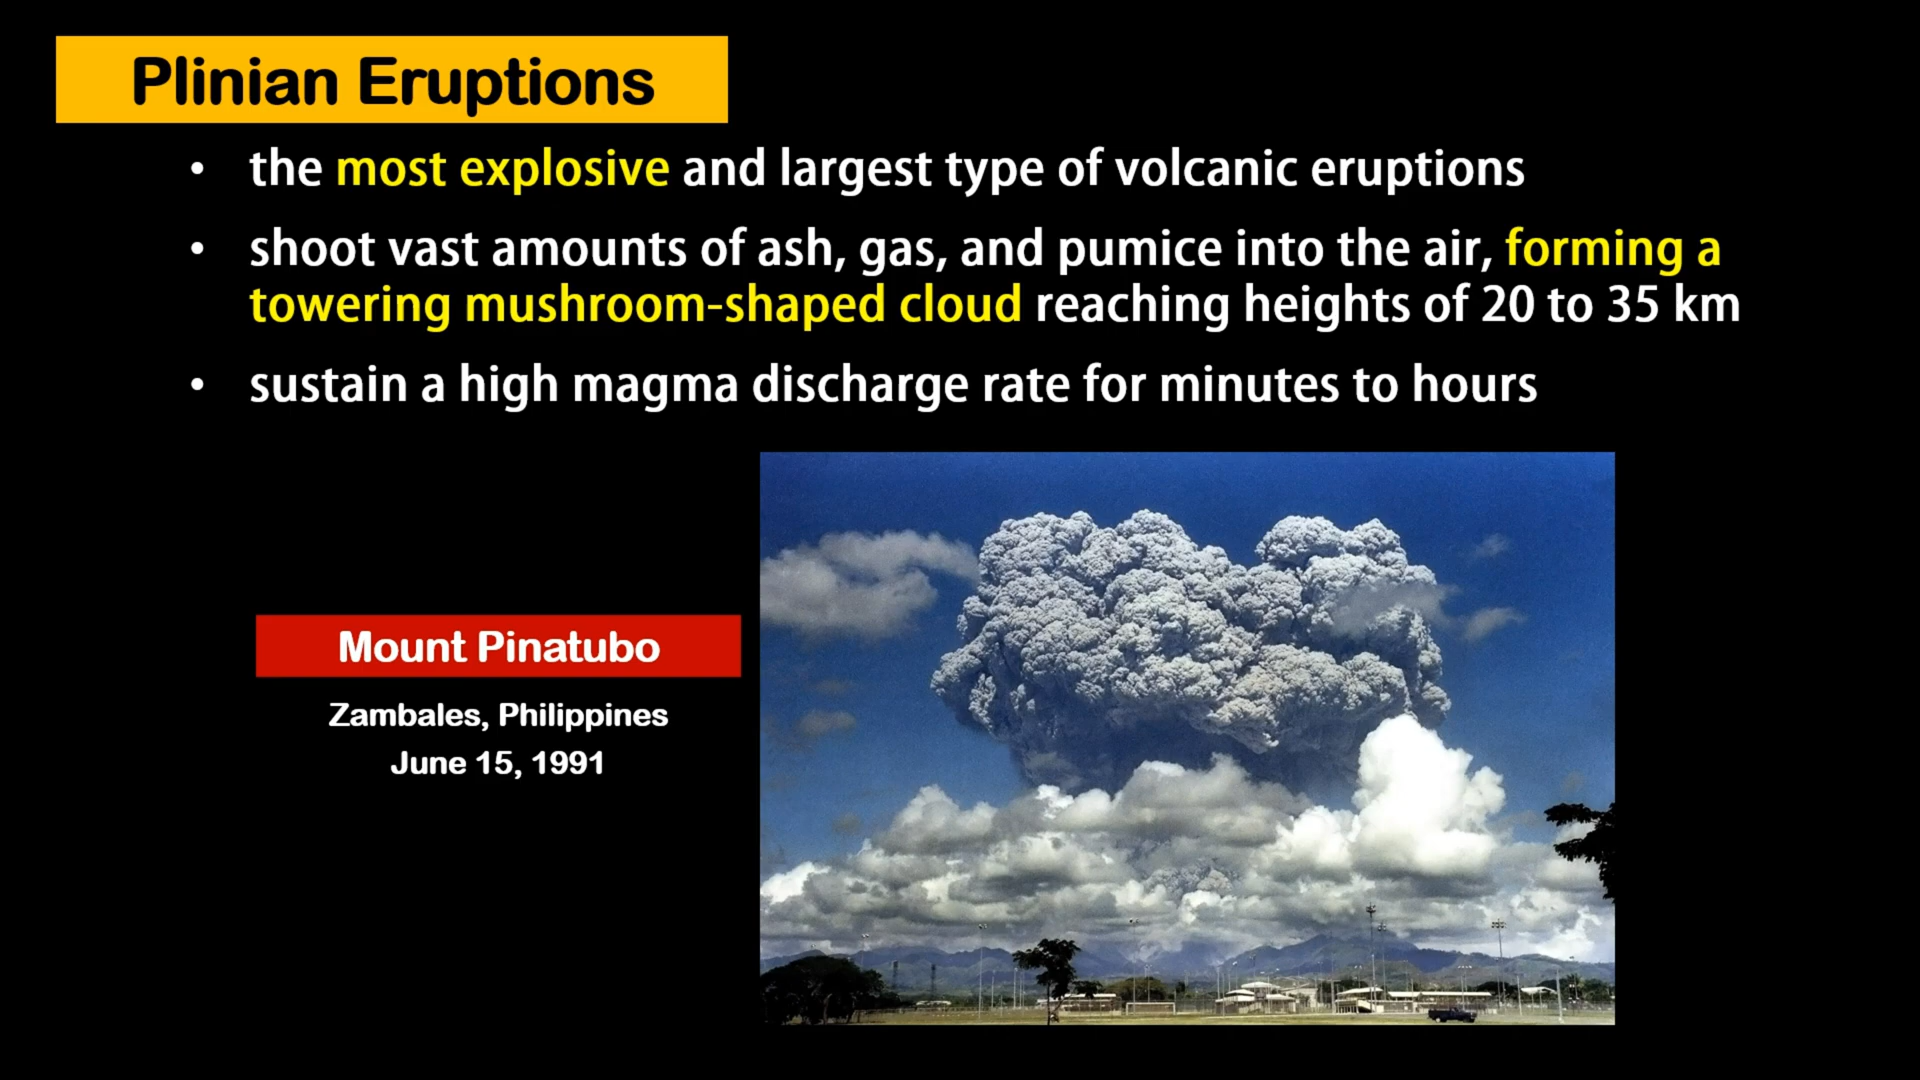 Plinian Eruptions
• the most explosive and largest type of volcanic eruptions
• shoot vast amounts of ash, gas, and pumice into the air, forming a
towering mushroom-shaped cloud reaching heights of 20 to 35 km
• sustain a high magma discharge rate for minutes to hours
Mount Pinatubo
Zambales, Philippines
June 15, 1991